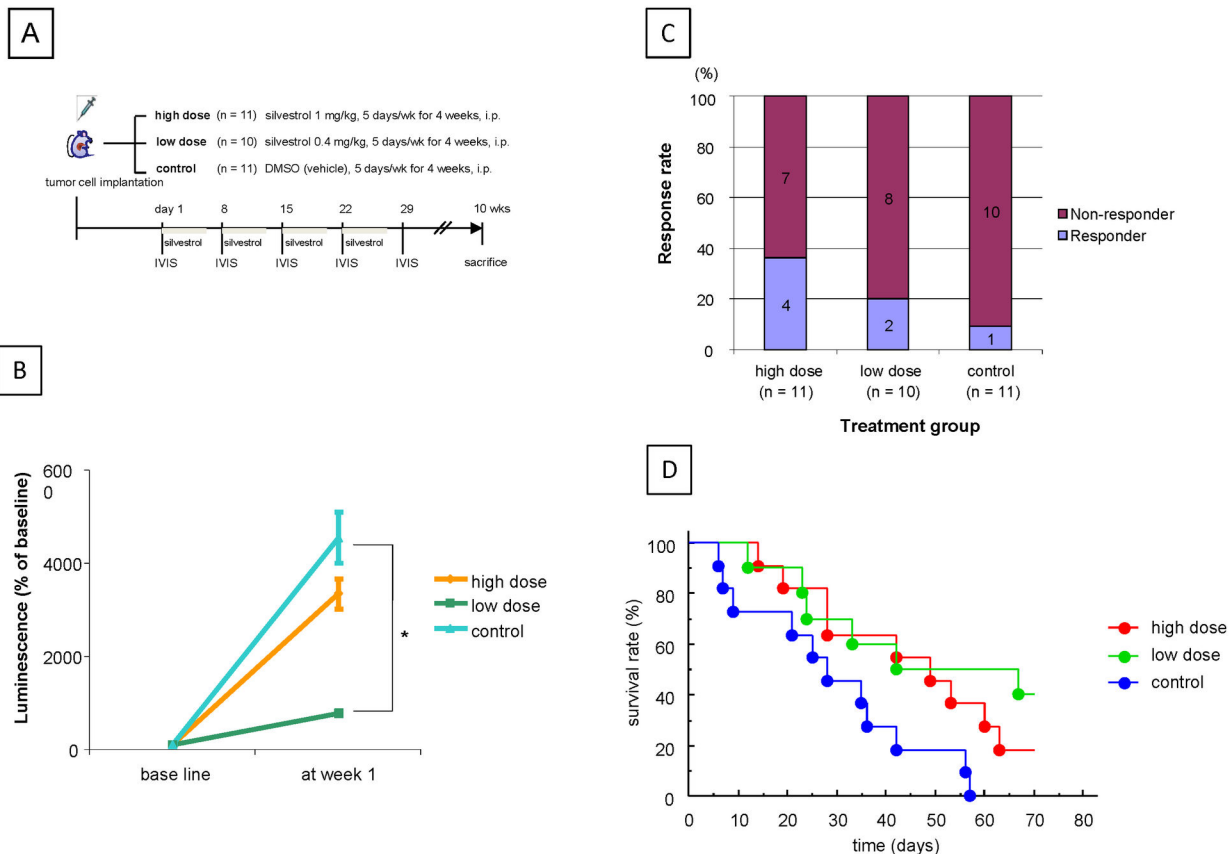 A
high dose (n = 11) silvestrol 1 mg/kg, 5 days/wk for 4 weeks, i.p.
low dose (n = 10) silvestrol 0.4 mg/kg, 5 days/wk for 4 weeks, i.p.
control (n = 11) DMSO (vehicle), 5 days/wk for 4 weeks, i.p.
tumor cell implantation
day 1 8 15 22 29 10 wks
silvestrol silvestrol silvestrol silvestrol
IVIS IVIS IVIS IVIS IVIS sacrifice
B
Luminescence (% of baseline)
600
0
4000
2000
0
base line at week 1
*
high dose
low dose
control
C
(%)
Response rate
100
80
60
40
20
0
7 8 10
4 2 1
Non-responder
Responder
high dose low dose control
(n = 11) (n = 10) (n = 11)
Treatment group
D
survival rate (%)
100
80
60
40
20
0
0 10 20 30 40 50 60 70 80
time (days)
high dose
low dose
control